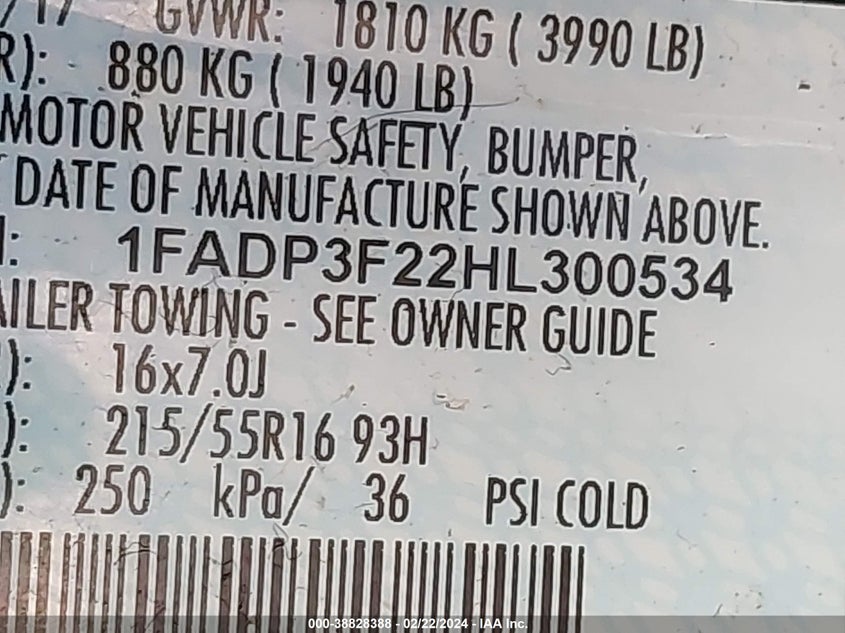 /17 GVWR: 1810 KG ( 3990 LB)
R): 880 KG ( 1940 LB)
MOTOR VEHICLE SAFETY, BUMPER,
DATE OF MANUFACTURE SHOWN ABOVE.
: 1FADP3F22HL300534
AILER TOWING - SEE OWNER GUIDE
): 16x7.0J
): 215/55R16 93H
): 250 kPa/ 36 PSI COLD
000-38828388 - 02/22/2024 - IAA Inc.